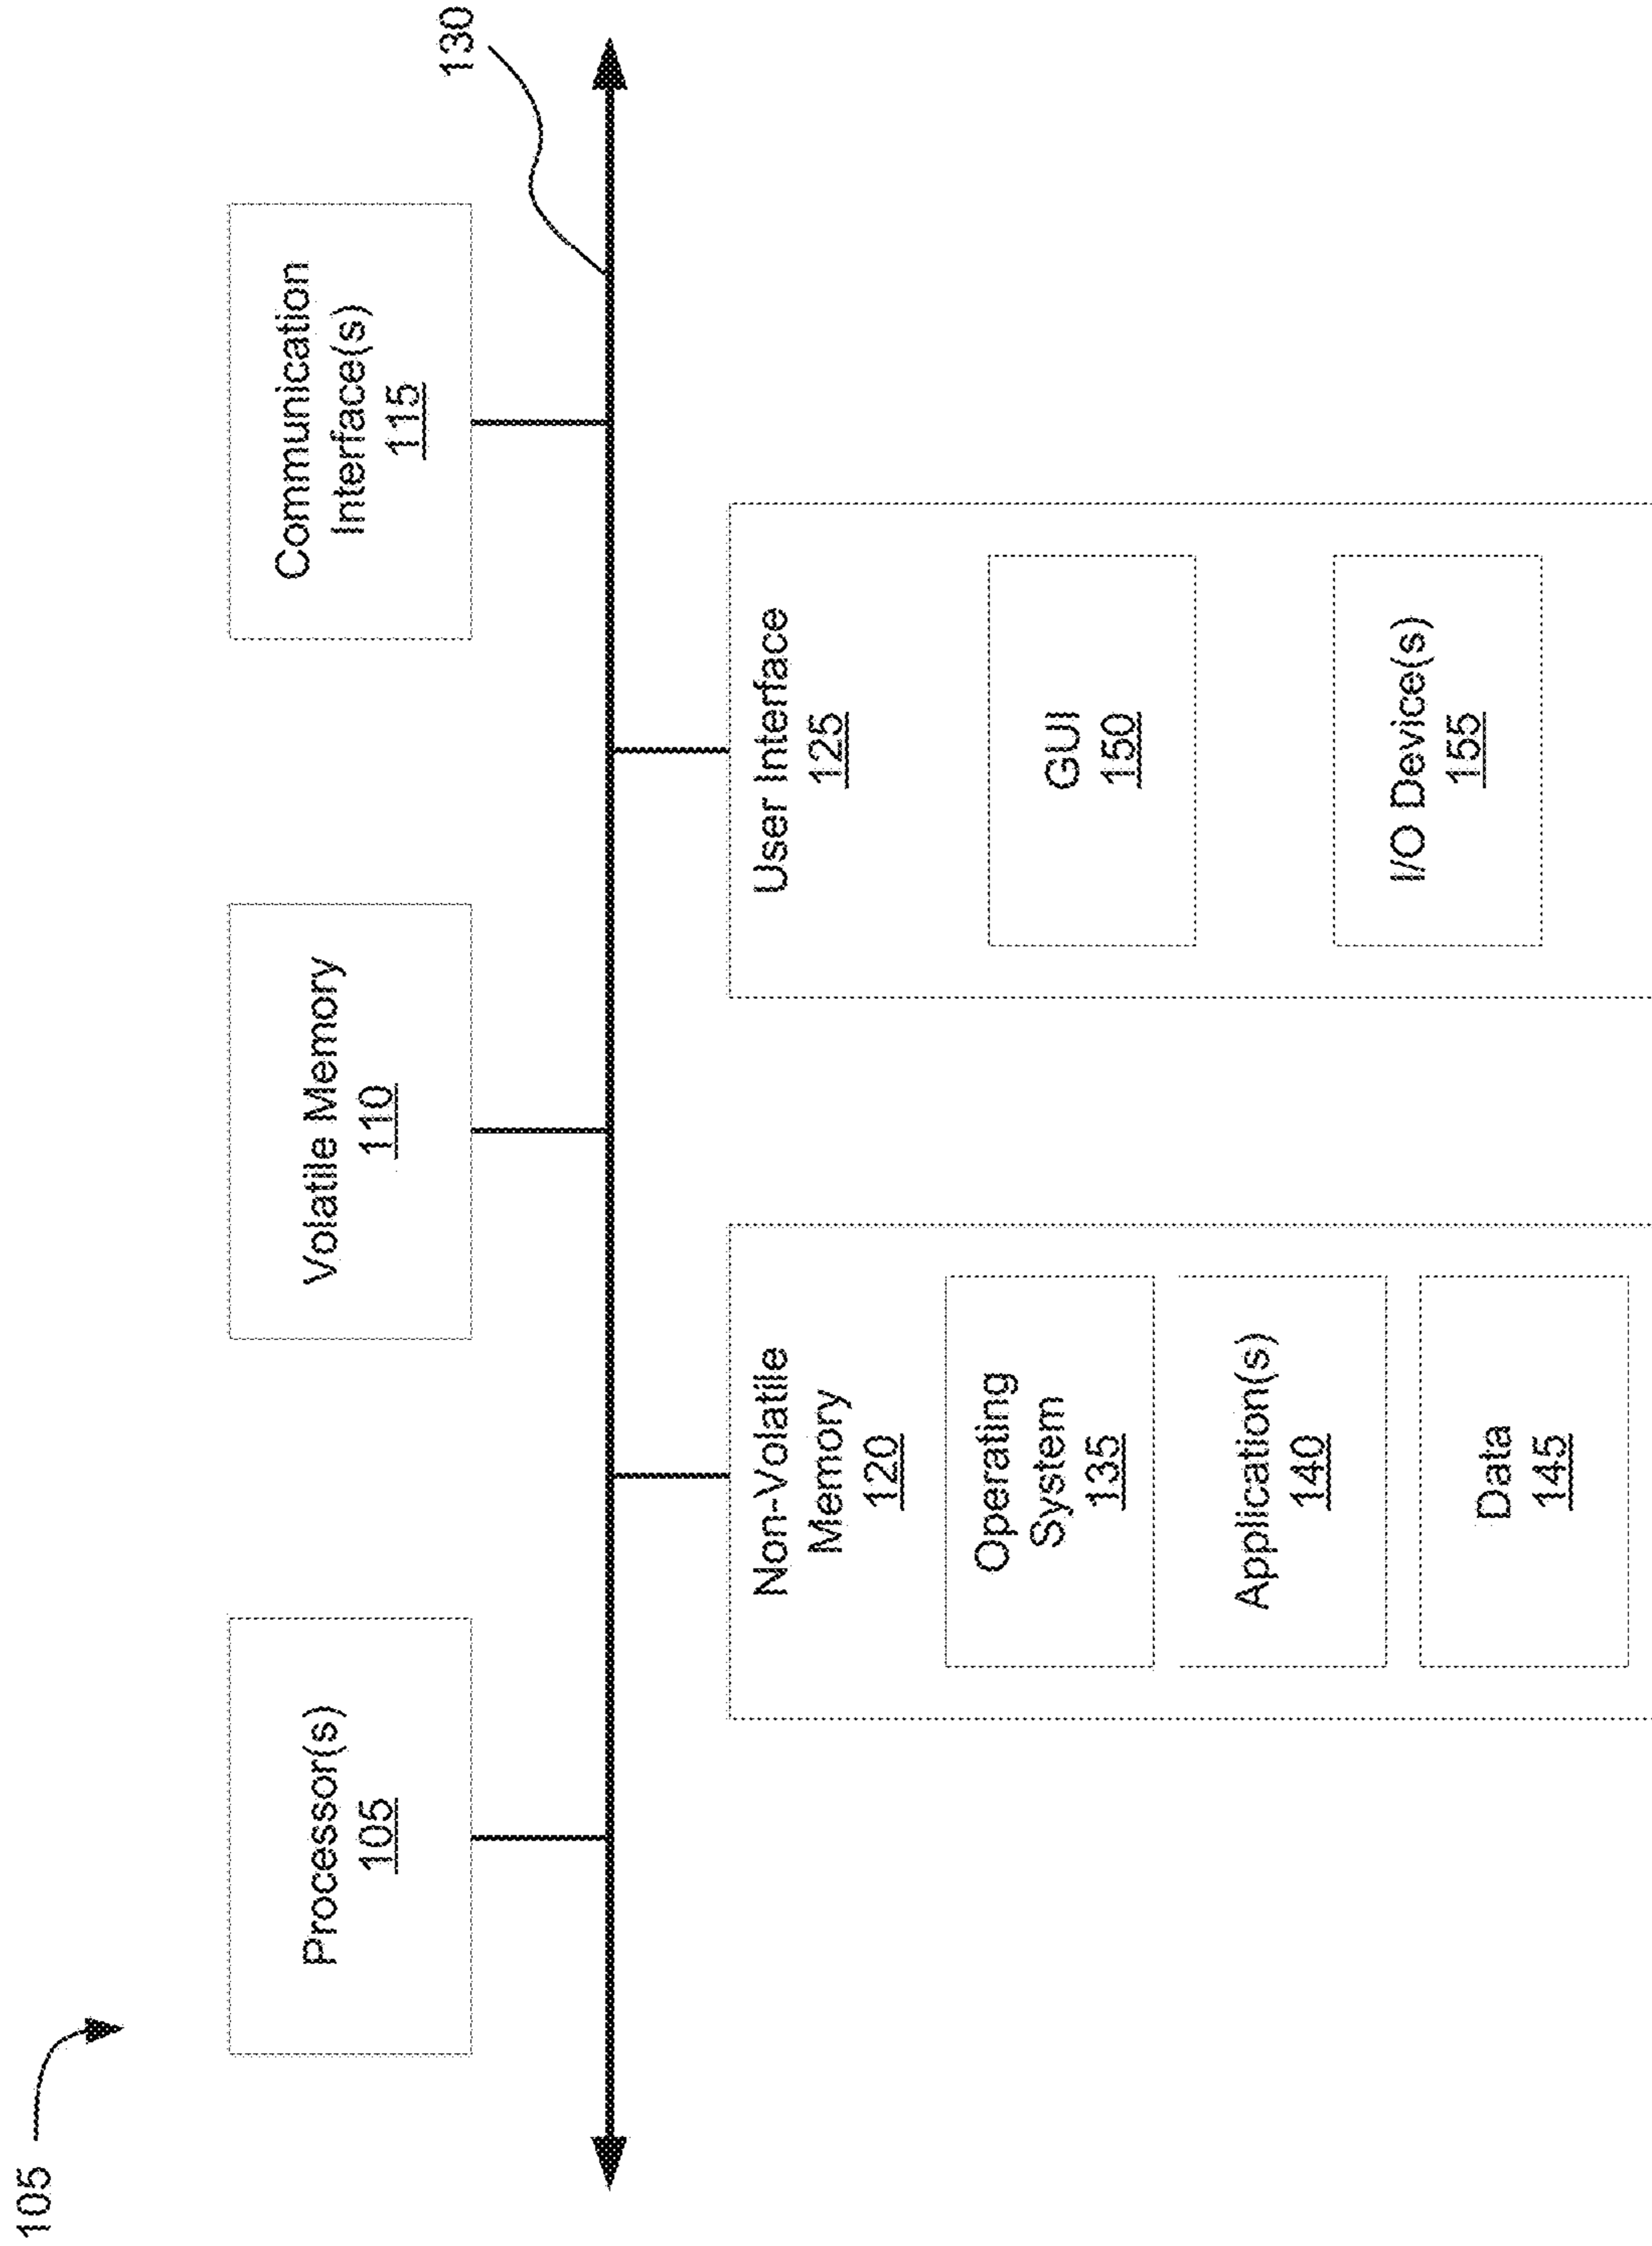 105
Processor(s)
105
Volatile Memory
110
Communication
Interface(s)
115
130
Non-Volatile
Memory
120
Operating
System
135
Application(s)
140
Data
145
User Interface
125
GUI
150
I/O Device(s)
155